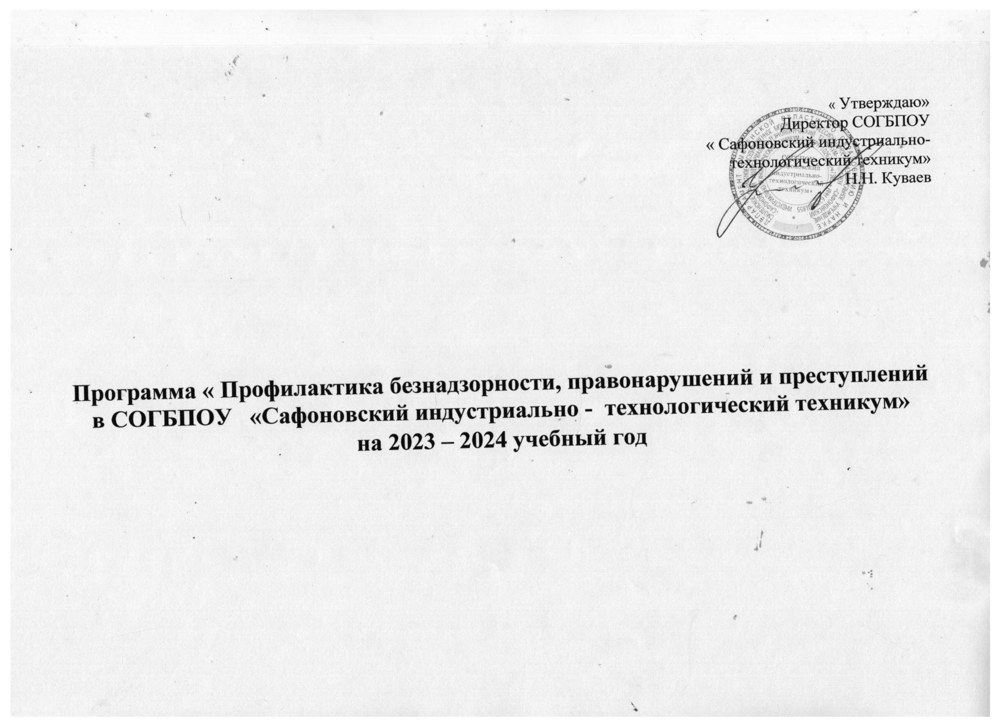 « Утверждаю»
Директор СОГБПОУ
« Сафоновский индустриально-
технологический техникум»
Н.Н. Куваев
СОГБПОУ
«Сафоновский
индустриально-
технологический
техникум»
Программа « Профилактика безнадзорности, правонарушений и преступлений
в СОГБПОУ «Сафоновский индустриально - технологический техникум»
на 2023 – 2024 учебный год